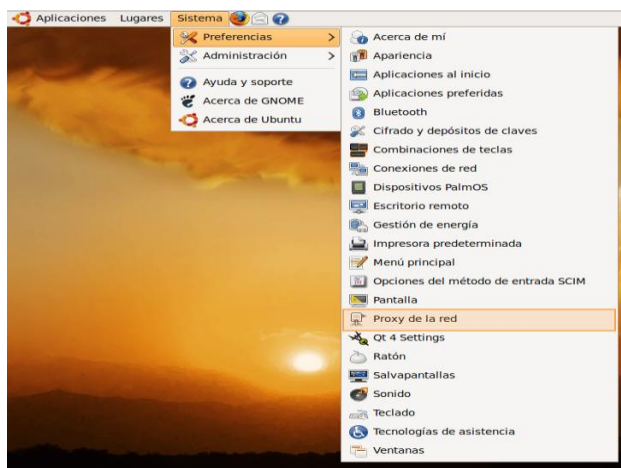 Aplicaciones Lugares Sistema
Preferencias
Administración
Ayuda y soporte
Acerca de GNOME
Acerca de Ubuntu
Acerca de mí
Apariencia
Aplicaciones al inicio
Aplicaciones preferidas
Bluetooth
Cifrado y depósitos de claves
Combinaciones de teclas
Conexiones de red
Dispositivos PalmOS
Escritorio remoto
Gestión de energía
Impresora predeterminada
Menú principal
Opciones del método de entrada SCIM
Pantalla
Proxy de la red
Qt 4 Settings
Ratón
Salvapantallas
Sonido
Teclado
Tecnologías de asistencia
Ventanas